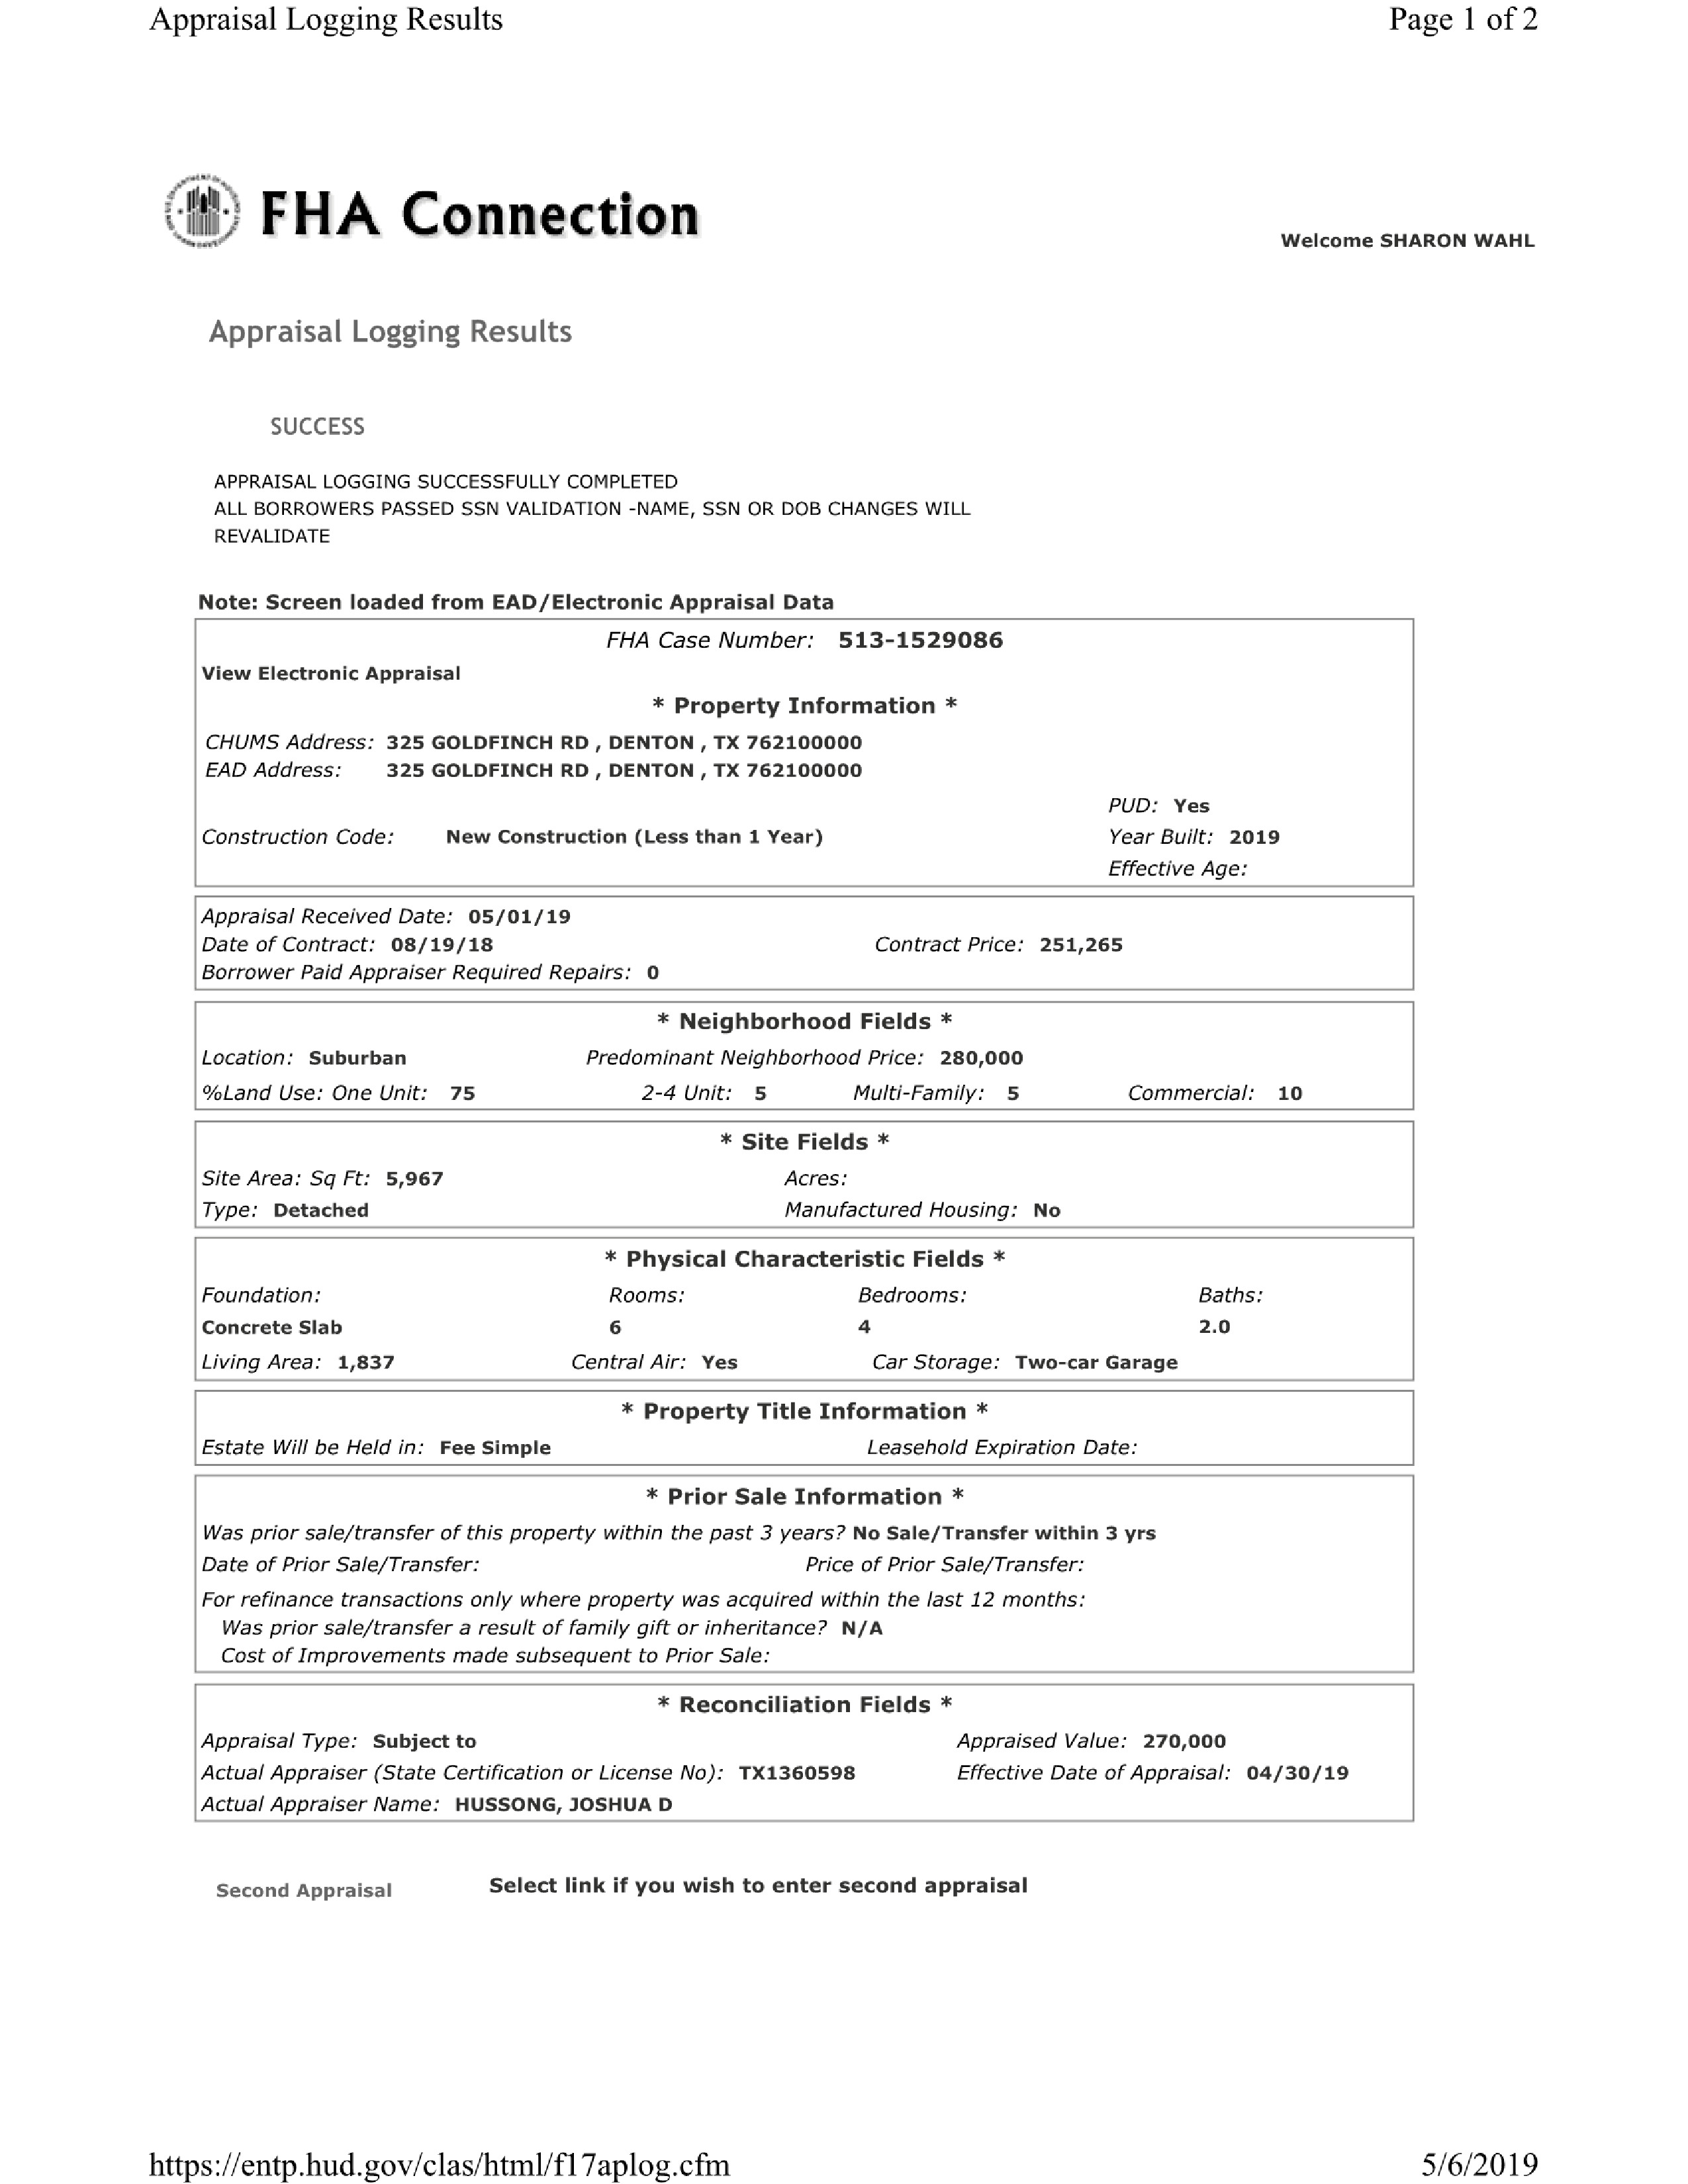 Appraisal Logging Results Page 1 of 2
FHA Connection
Welcome SHARON WAHL
Appraisal Logging Results
SUCCESS
APPRAISAL LOGGING SUCCESSFULLY COMPLETED
ALL BORROWERS PASSED SSN VALIDATION -NAME, SSN OR DOB CHANGES WILL
REVALIDATE
Note: Screen loaded from EAD/Electronic Appraisal Data
FHA Case Number: 513-1529086
View Electronic Appraisal
* Property Information *
CHUMS Address: 325 GOLDFINCH RD , DENTON , TX 762100000
EAD Address: 325 GOLDFINCH RD , DENTON , TX 762100000
PUD: Yes
Construction Code: New Construction (Less than 1 Year) Year Built: 2019
Effective Age:
Appraisal Received Date: 05/01/19
Date of Contract: 08/19/18 Contract Price: 251,265
Borrower Paid Appraiser Required Repairs: 0
* Neighborhood Fields *
Location: Suburban Predominant Neighborhood Price: 280,000
%Land Use: One Unit: 75 2-4 Unit: 5 Multi-Family: 5 Commercial: 10
* Site Fields *
Site Area: Sq Ft: 5,967 Acres:
Type: Detached Manufactured Housing: No
* Physical Characteristic Fields *
Foundation: Rooms: Bedrooms: Baths:
Concrete Slab 6 4 2.0
Living Area: 1,837 Central Air: Yes Car Storage: Two-car Garage
* Property Title Information *
Estate Will be Held in: Fee Simple Leasehold Expiration Date:
* Prior Sale Information *
Was prior sale/transfer of this property within the past 3 years? No Sale/Transfer within 3 yrs
Date of Prior Sale/Transfer: Price of Prior Sale/Transfer:
For refinance transactions only where property was acquired within the last 12 months:
Was prior sale/transfer a result of family gift or inheritance? N/A
Cost of Improvements made subsequent to Prior Sale:
* Reconciliation Fields *
Appraisal Type: Subject to Appraised Value: 270,000
Actual Appraiser (State Certification or License No): TX1360598 Effective Date of Appraisal: 04/30/19
Actual Appraiser Name: HUSSONG, JOSHUA D
Second Appraisal Select link if you wish to enter second appraisal
https://entp.hud.gov/clas/html/f17aplog.cfm 5/6/2019